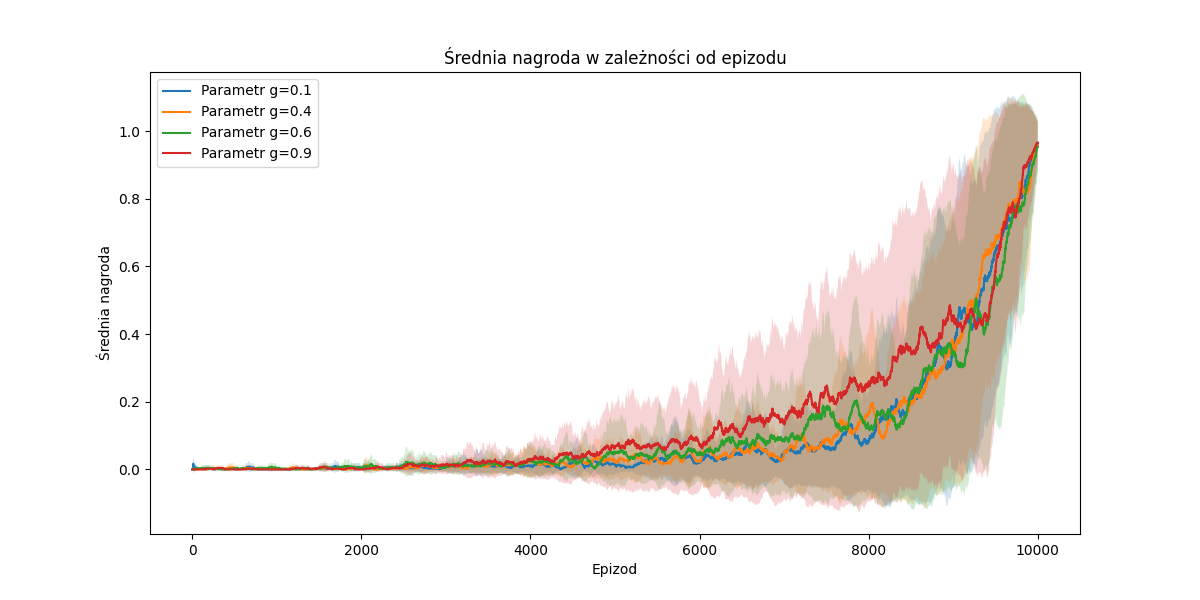 Średnia nagroda w zależności od epizodu
Parametr g=0.1
Parametr g=0.4
Parametr g=0.6
Parametr g=0.9
Średnia nagroda
1.0
0.8
0.6
0.4
0.2
0.0
0 2000 4000 6000 8000 10000
Epizod